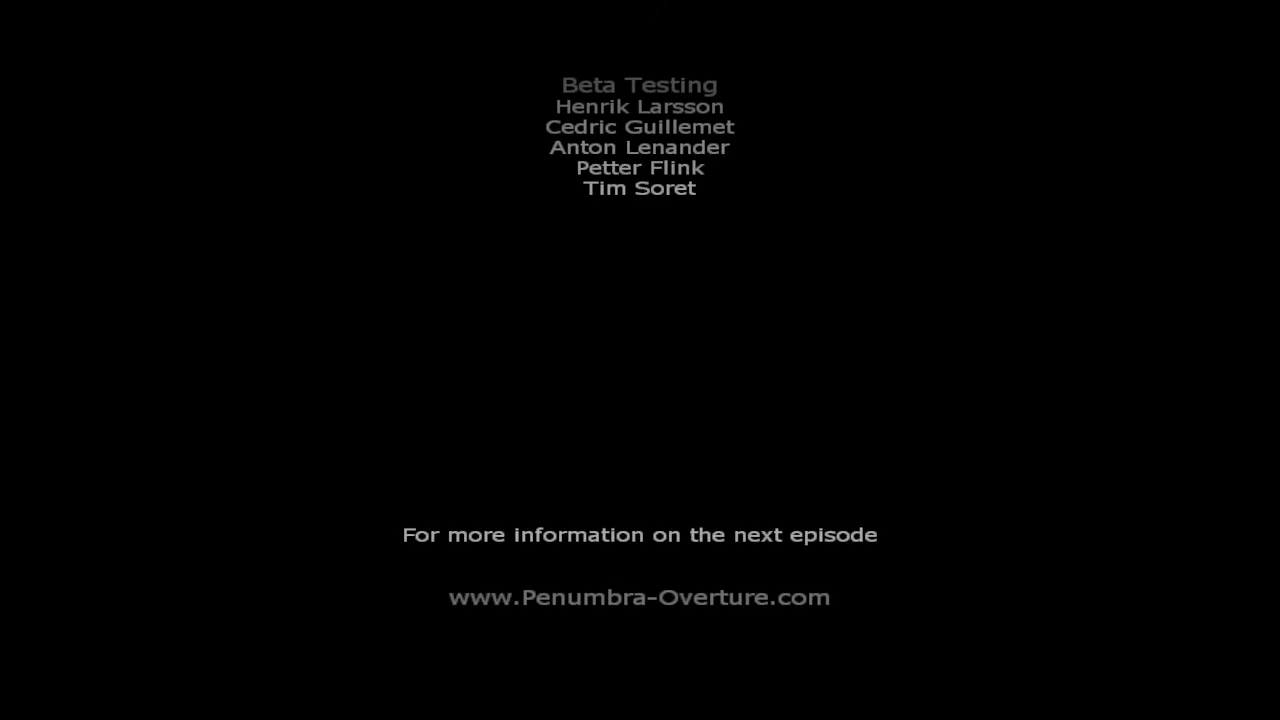 Beta Testing
Henrik Larsson
Cedric Guillemet
Anton Lenander
Petter Flink
Tim Soret
For more information on the next episode
www.Penumbra-Overture.com